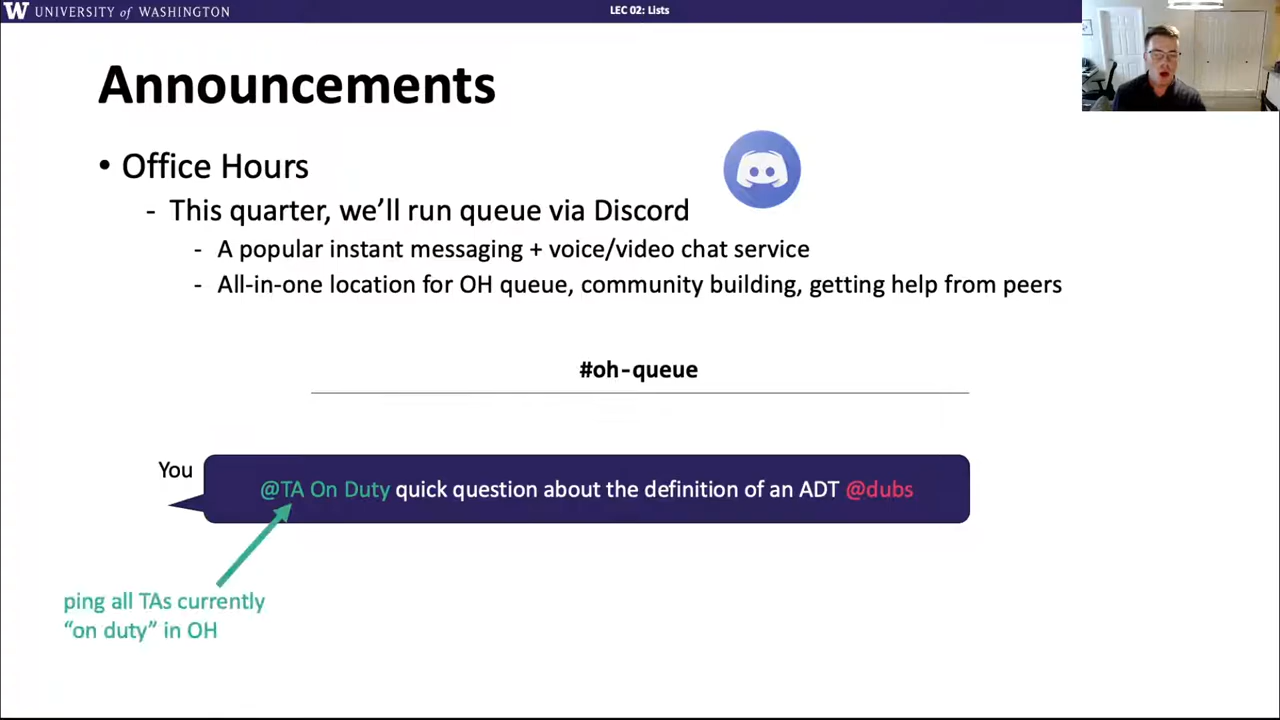 W UNIVERSITY of WASHINGTON
LEC 02: Lists
Announcements
• Office Hours
- This quarter, we’ll run queue via Discord
- A popular instant messaging + voice/video chat service
- All-in-one location for OH queue, community building, getting help from peers
#oh-queue
You
@TA On Duty quick question about the definition of an ADT @dubs
ping all TAs currently
“on duty” in OH